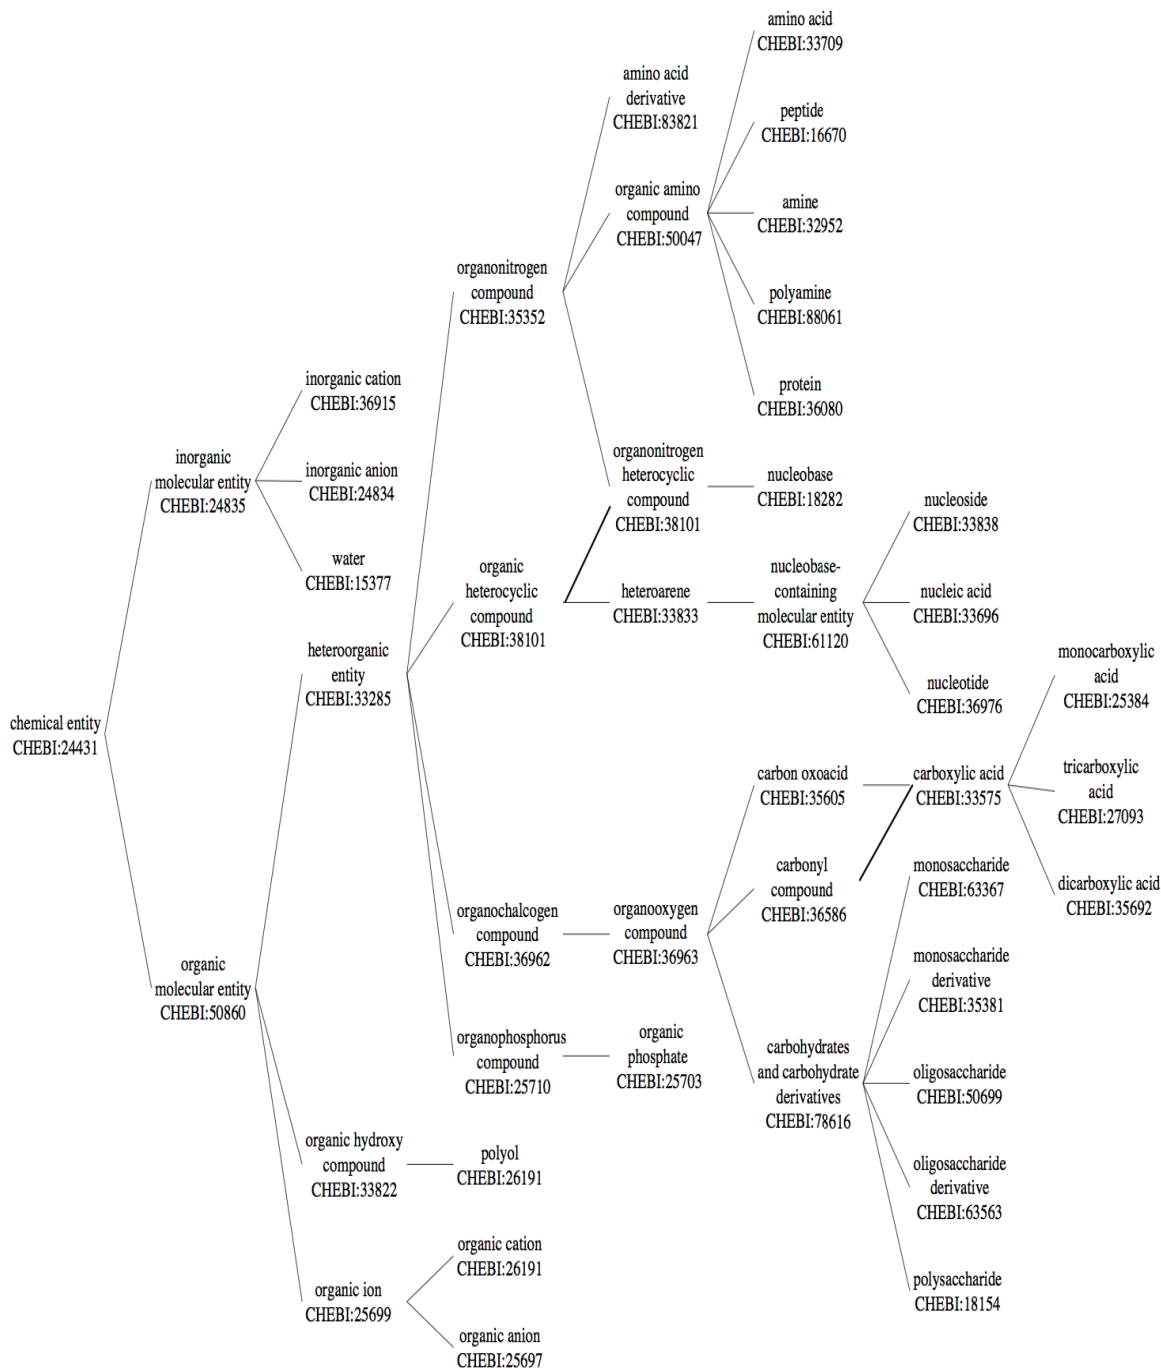 amino acid
CHEBI:33709
amino acid
derivative
CHEBI:83821
peptide
CHEBI:16670
organic amino
compound
CHEBI:50047
amine
CHEBI:32952
organonitrogen
compound
CHEBI:35352
polyamine
CHEBI:88061
inorganic cation
CHEBI:36915
protein
CHEBI:36080
inorganic
molecular entity
CHEBI:24835
inorganic anion
CHEBI:24834
organonitrogen
heterocyclic
compound
CHEBI:38101
nucleobase
CHEBI:18282
nucleoside
CHEBI:33838
water
CHEBI:15377
organic
heterocyclic
compound
CHEBI:38101
heteroarene
CHEBI:33833
nucleobase-
containing
molecular entity
CHEBI:61120
nucleic acid
CHEBI:33696
heteroorganic
entity
CHEBI:33285
nucleotide
CHEBI:36976
monocarboxylic
acid
CHEBI:25384
chemical entity
CHEBI:24431
carbon oxoacid
CHEBI:35605
carboxylic acid
CHEBI:33575
tricarboxylic
acid
CHEBI:27093
carbonyl
compound
CHEBI:36586
monosaccharide
CHEBI:63367
dicarboxylic acid
CHEBI:35692
organochalcogen
compound
CHEBI:36962
organooxygen
compound
CHEBI:36963
organic
molecular entity
CHEBI:50860
monosaccharide
derivative
CHEBI:35381
organophosphorus
compound
CHEBI:25710
organic
phosphate
CHEBI:25703
carbohydrates
and carbohydrate
derivatives
CHEBI:78616
oligosaccharide
CHEBI:50699
organic hydroxy
compound
CHEBI:33822
polyol
CHEBI:26191
oligosaccharide
derivative
CHEBI:63563
organic cation
CHEBI:26191
organic ion
CHEBI:25699
polysaccharide
CHEBI:18154
organic anion
CHEBI:25697